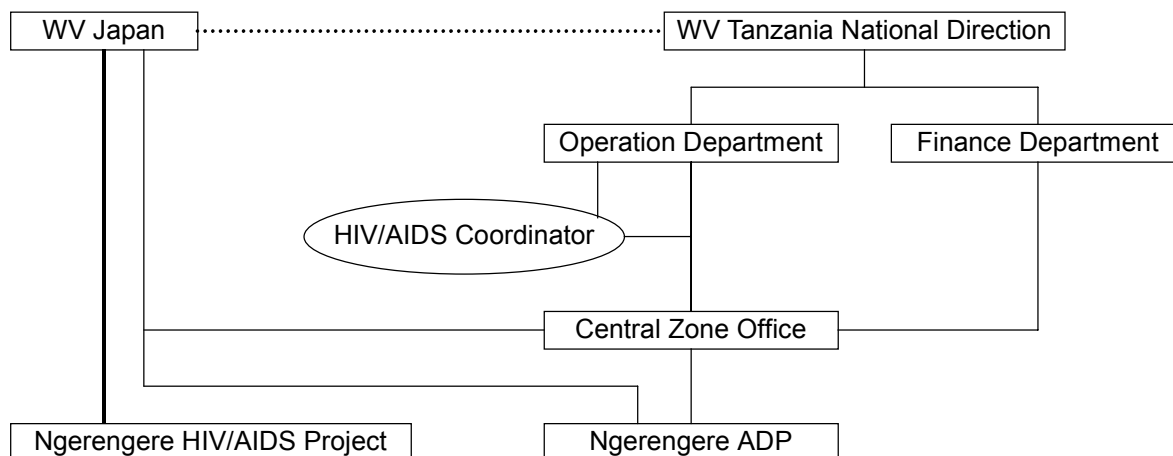 WV Japan
WV Tanzania National Direction
Operation Department
Finance Department
HIV/AIDS Coordinator
Central Zone Office
Ngerengere HIV/AIDS Project
Ngerengere ADP